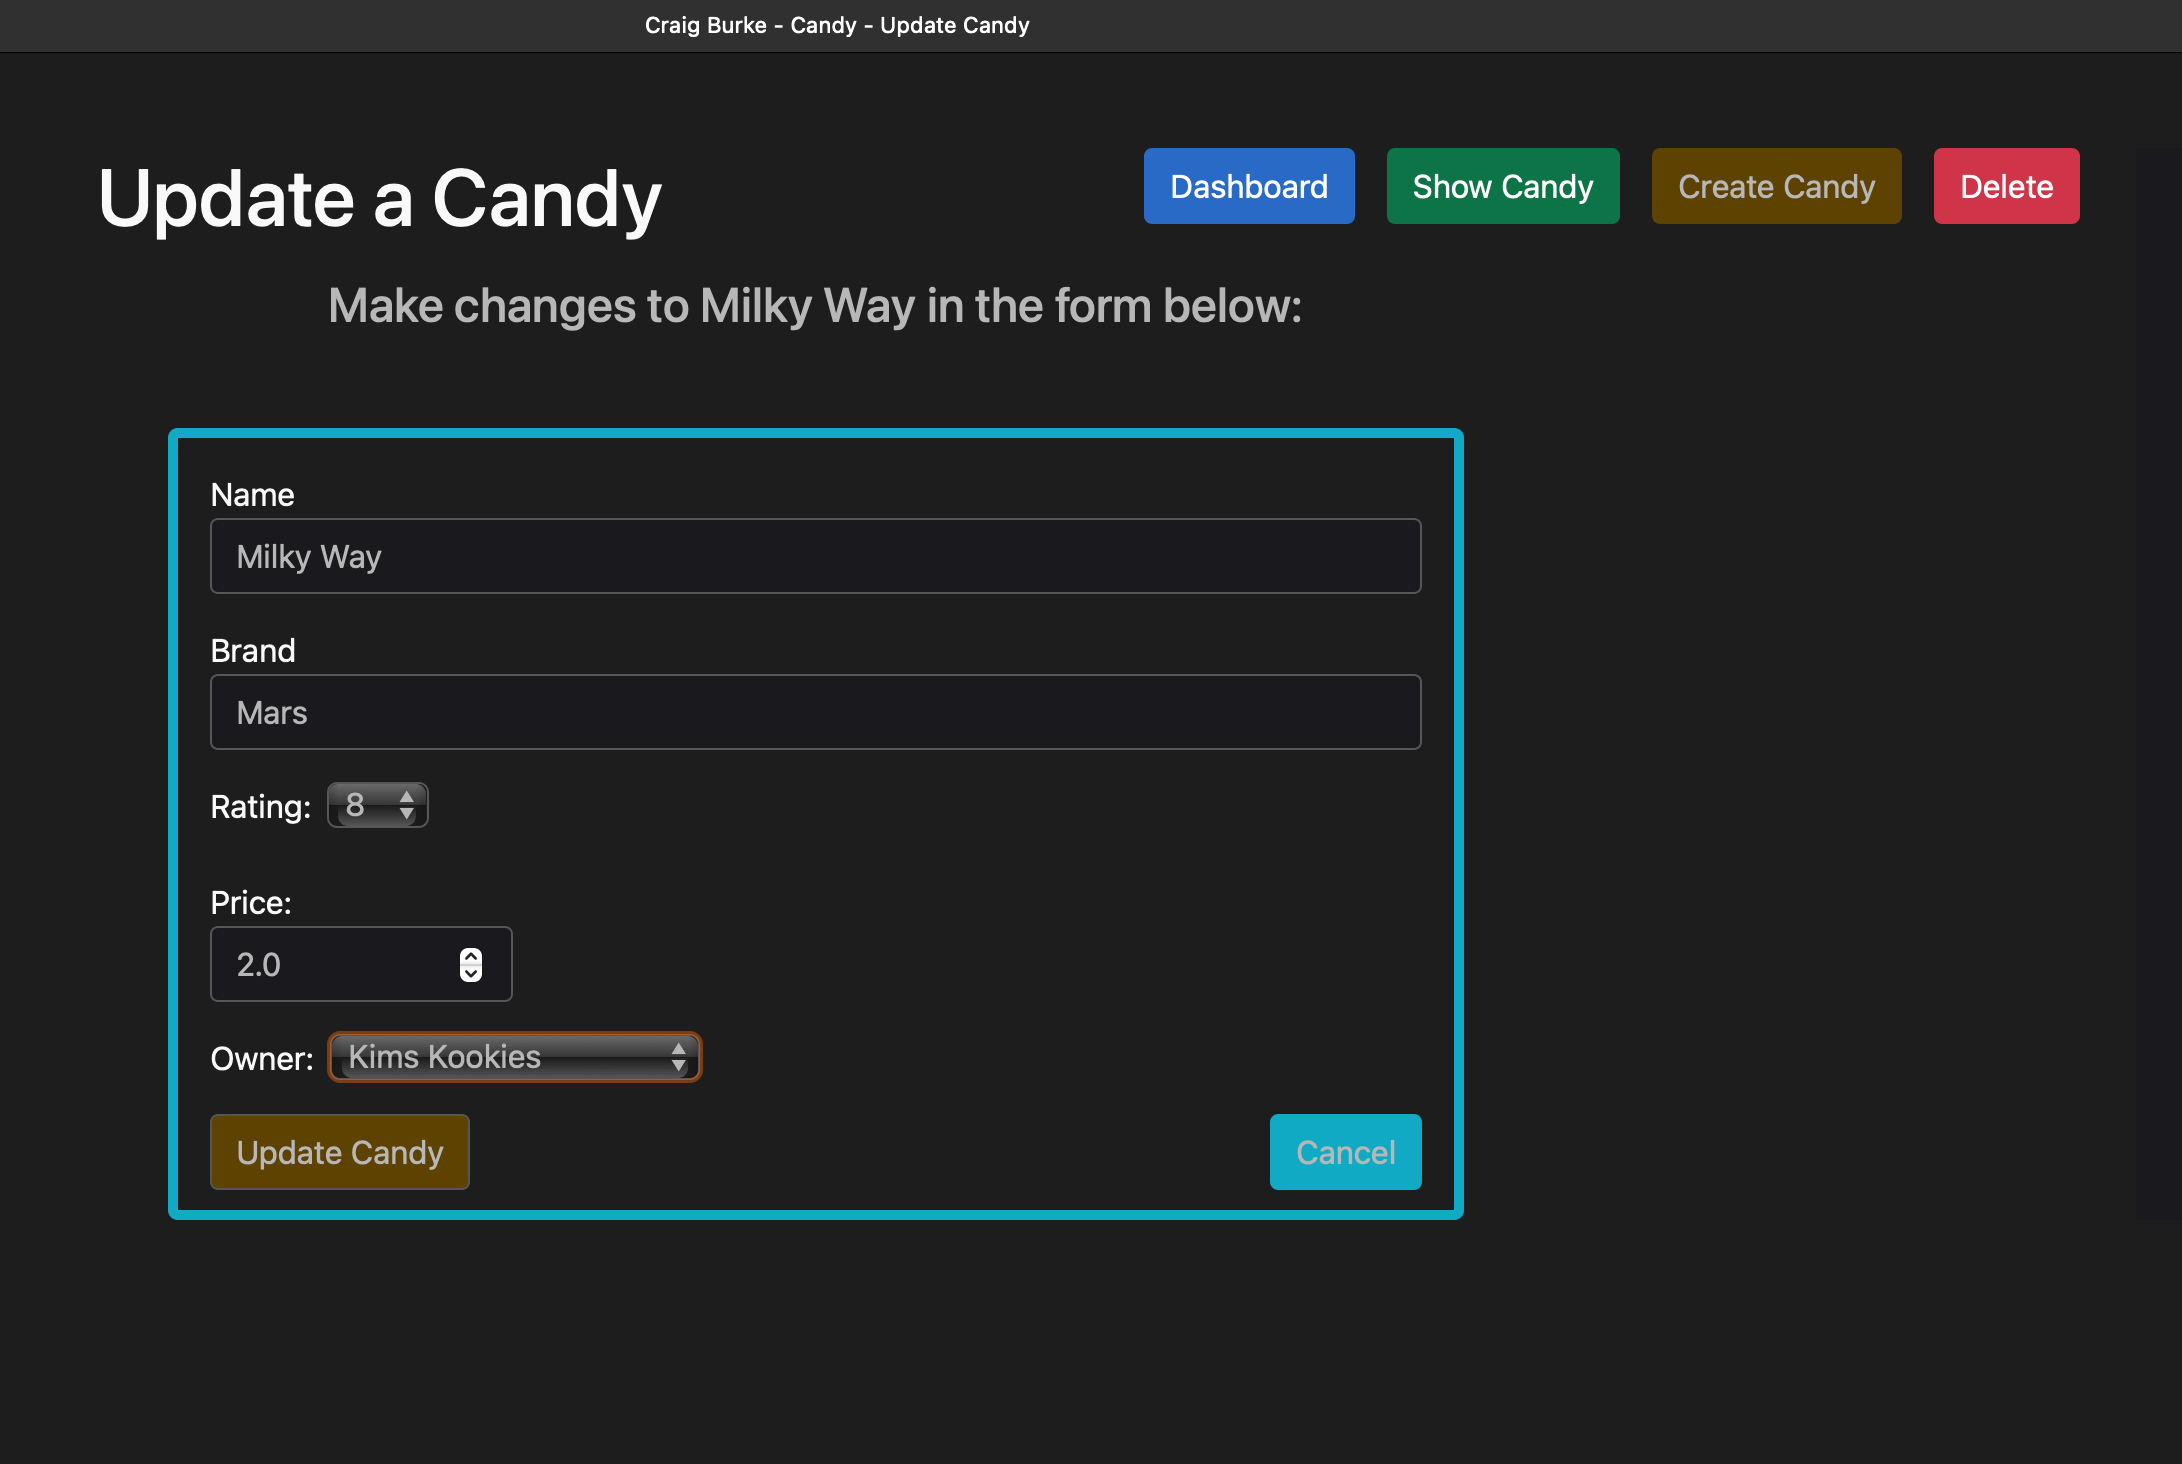 Craig Burke - Candy - Update Candy
Update a Candy
Dashboard
Show Candy
Create Candy
Delete
Make changes to Milky Way in the form below:
Name
Milky Way
Brand
Mars
Rating: 8
Price:
2.0
Owner: Kims Kookies
Update Candy
Cancel